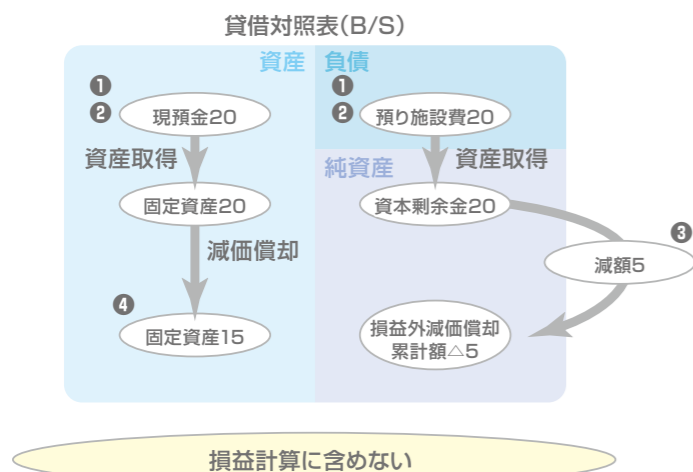 貸借対照表(B/S)
資産 負債
❶ ❶
❷ 現預金20 ❷ 預り施設費20
資産取得 資産取得
純資産
固定資産20 資本剰余金20
❸
減価償却 減額5
❹
固定資産15 損益外減価償却
累計額△5
損益計算に含めない